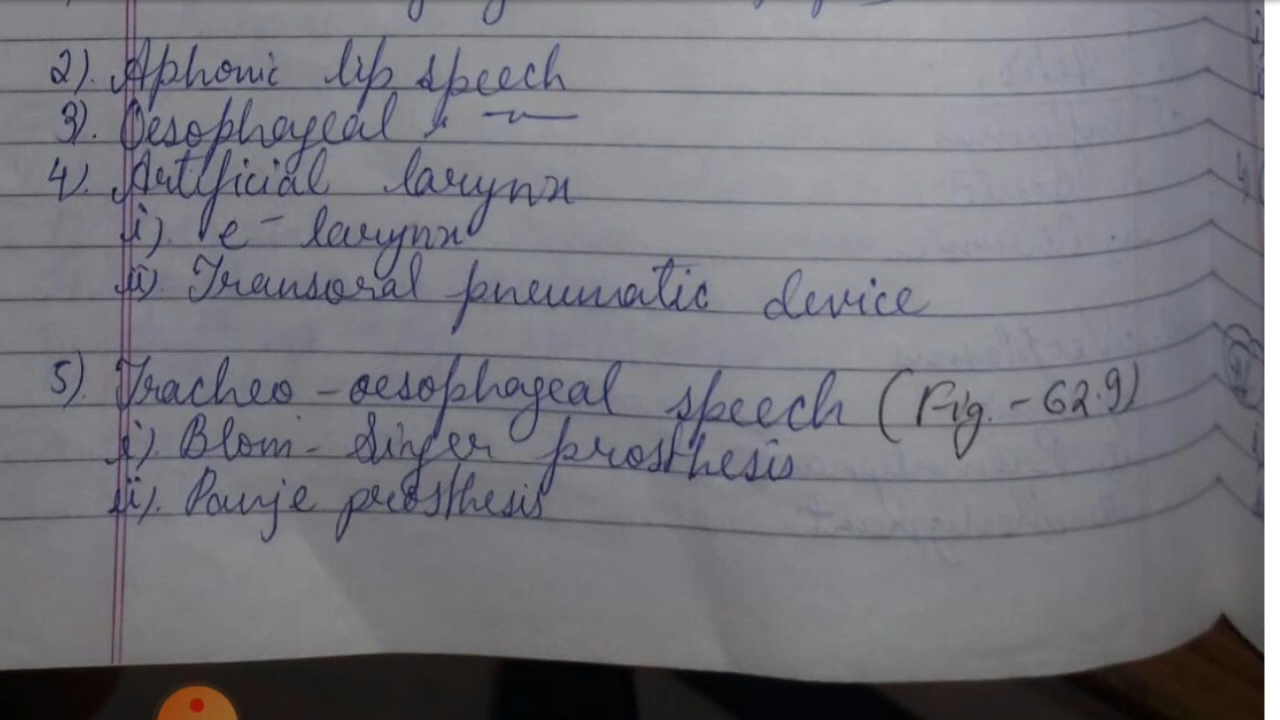 2). Aphonic lip speech
3). Oesophageal " —
4). Artificial larynx
i). e⁻ larynx
ii) Transoral pneumatic device
5). Tracheo-oesophageal speech (Fig. - 62.9)
i). Blom-Singer prosthesis
ii). Panje prosthesis